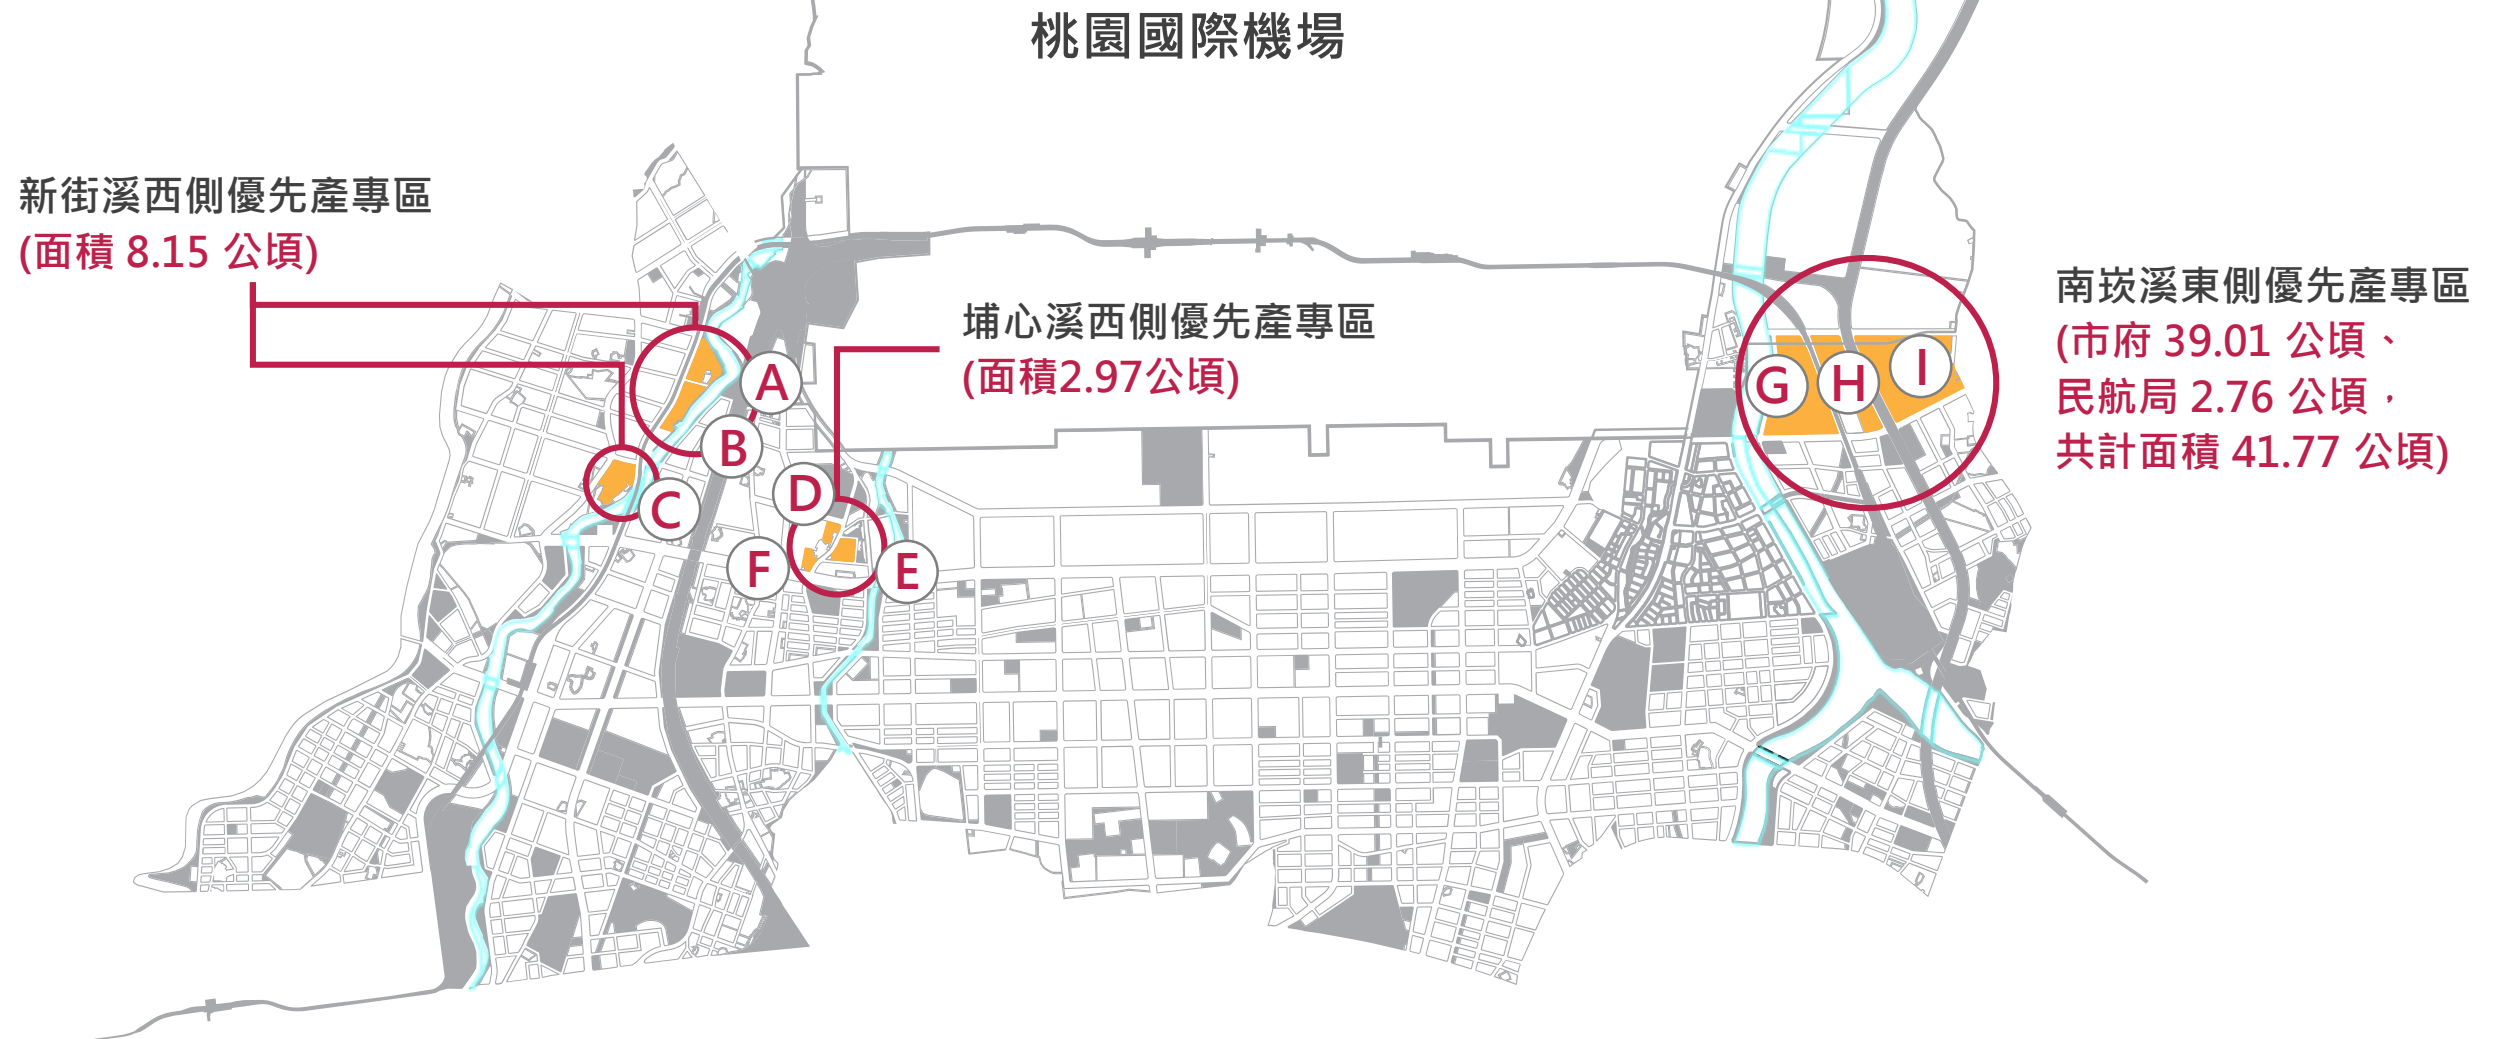 桃園國際機場
新街溪西側優先產專區
(面積 8.15 公頃)
埔心溪西側優先產專區
(面積2.97公頃)
南崁溪東側優先產專區
(市府 39.01 公頃、
民航局 2.76 公頃，
共計面積 41.77 公頃)
A
B
C
D
E
F
G
H
I